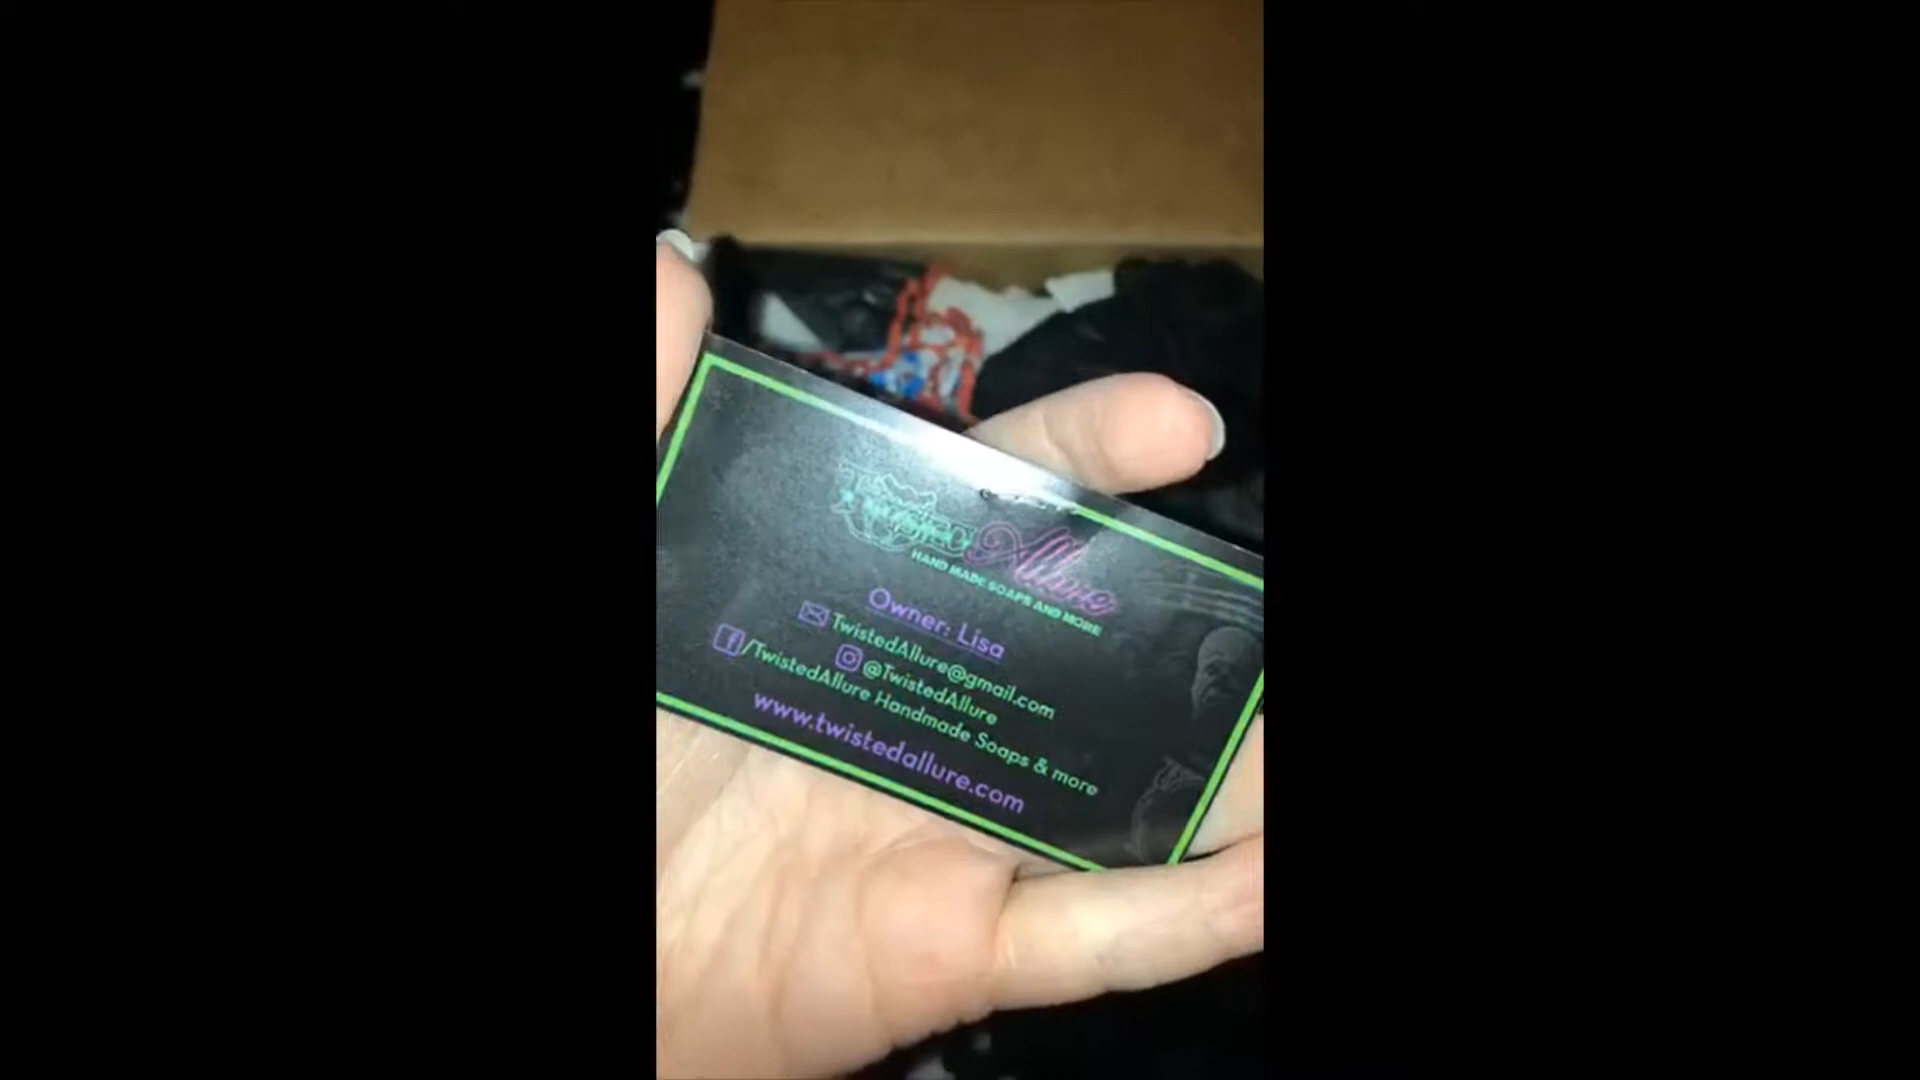 Twisted Allure
HAND MADE SOAPS AND MORE
Owner: Lisa
TwistedAllure@gmail.com
@TwistedAllure
/TwistedAllure Handmade Soaps & more
www.twistedallure.com